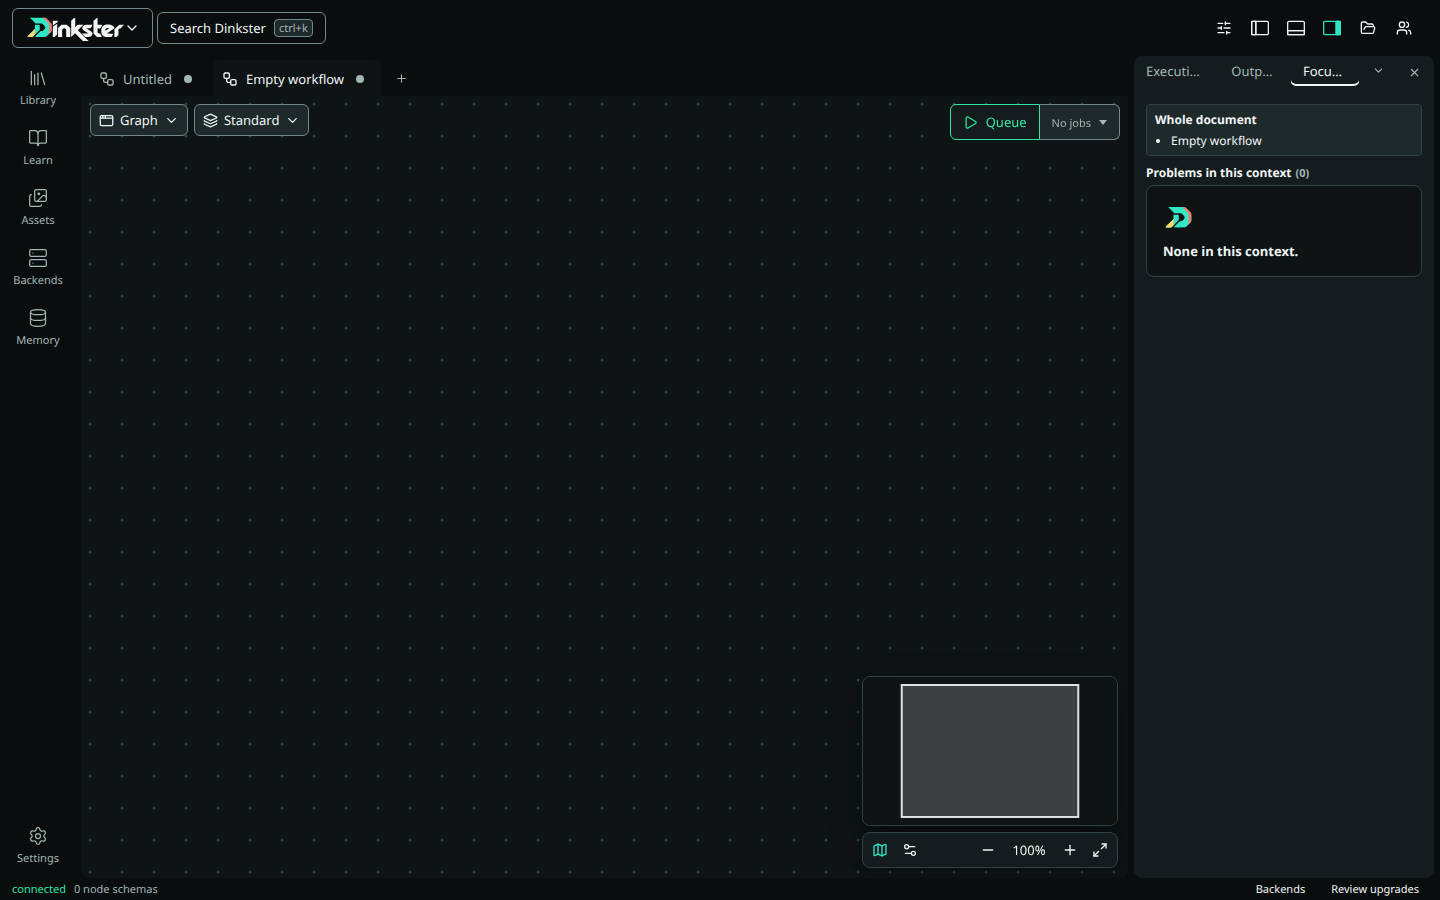 Dinkster
Search Dinkster ctrl+k
Library
Learn
Assets
Backends
Memory
Settings
Untitled
Empty workflow
Graph
Standard
Queue
No jobs
100%
Executi...
Outp...
Focu...
Whole document
• Empty workflow
Problems in this context (0)
None in this context.
connected 0 node schemas
Backends
Review upgrades